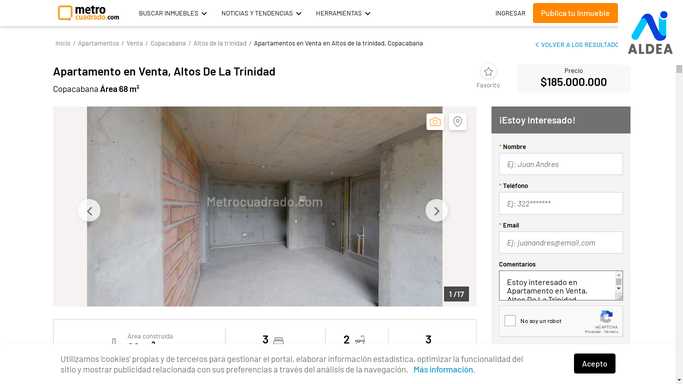 metro
cuadrado.com
BUSCAR INMUEBLES
NOTICIAS Y TENDENCIAS
HERRAMIENTAS
INGRESAR
Publica tu Inmueble
ALDEA
Inicio / Apartamentos / Venta / Copacabana / Altos de la trinidad / Apartamentos en Venta en Altos de la trinidad, Copacabana
VOLVER A LOS RESULTADO
Apartamento en Venta, Altos De La Trinidad
Copacabana Área 68 m²
Favorito
Precio
$185.000.000
Metrocuadrado.com
1 /17
¡Estoy Interesado!
* Nombre
Ej: Juan Andres
* Teléfono
Ej: 322*******
* Email
Ej: juanandres@email.com
Comentarios
Estoy interesado en
Apartamento en Venta,
Altos De La Trinidad
No soy un robot
reCAPTCHA
Privacidad - Términos
Área construida
3
2
3
Utilizamos 'cookies' propias y de terceros para gestionar el portal, elaborar información estadística, optimizar la funcionalidad del
sitio y mostrar publicidad relacionada con sus preferencias a través del análisis de la navegación. Más información.
Acepto